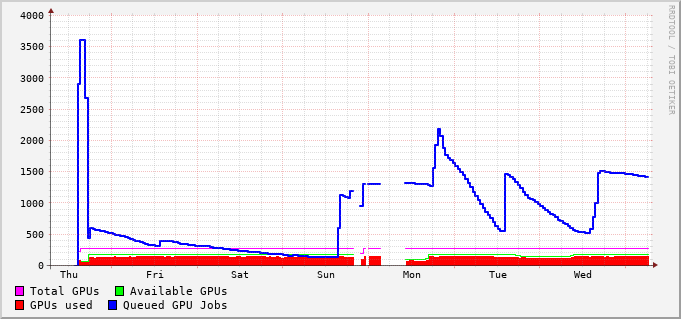 4000
3500
3000
2500
2000
1500
1000
500
0
Thu Fri Sat Sun Mon Tue Wed
Total GPUs Available GPUs
GPUs used Queued GPU Jobs
RRDTOOL / TOBI OETIKER